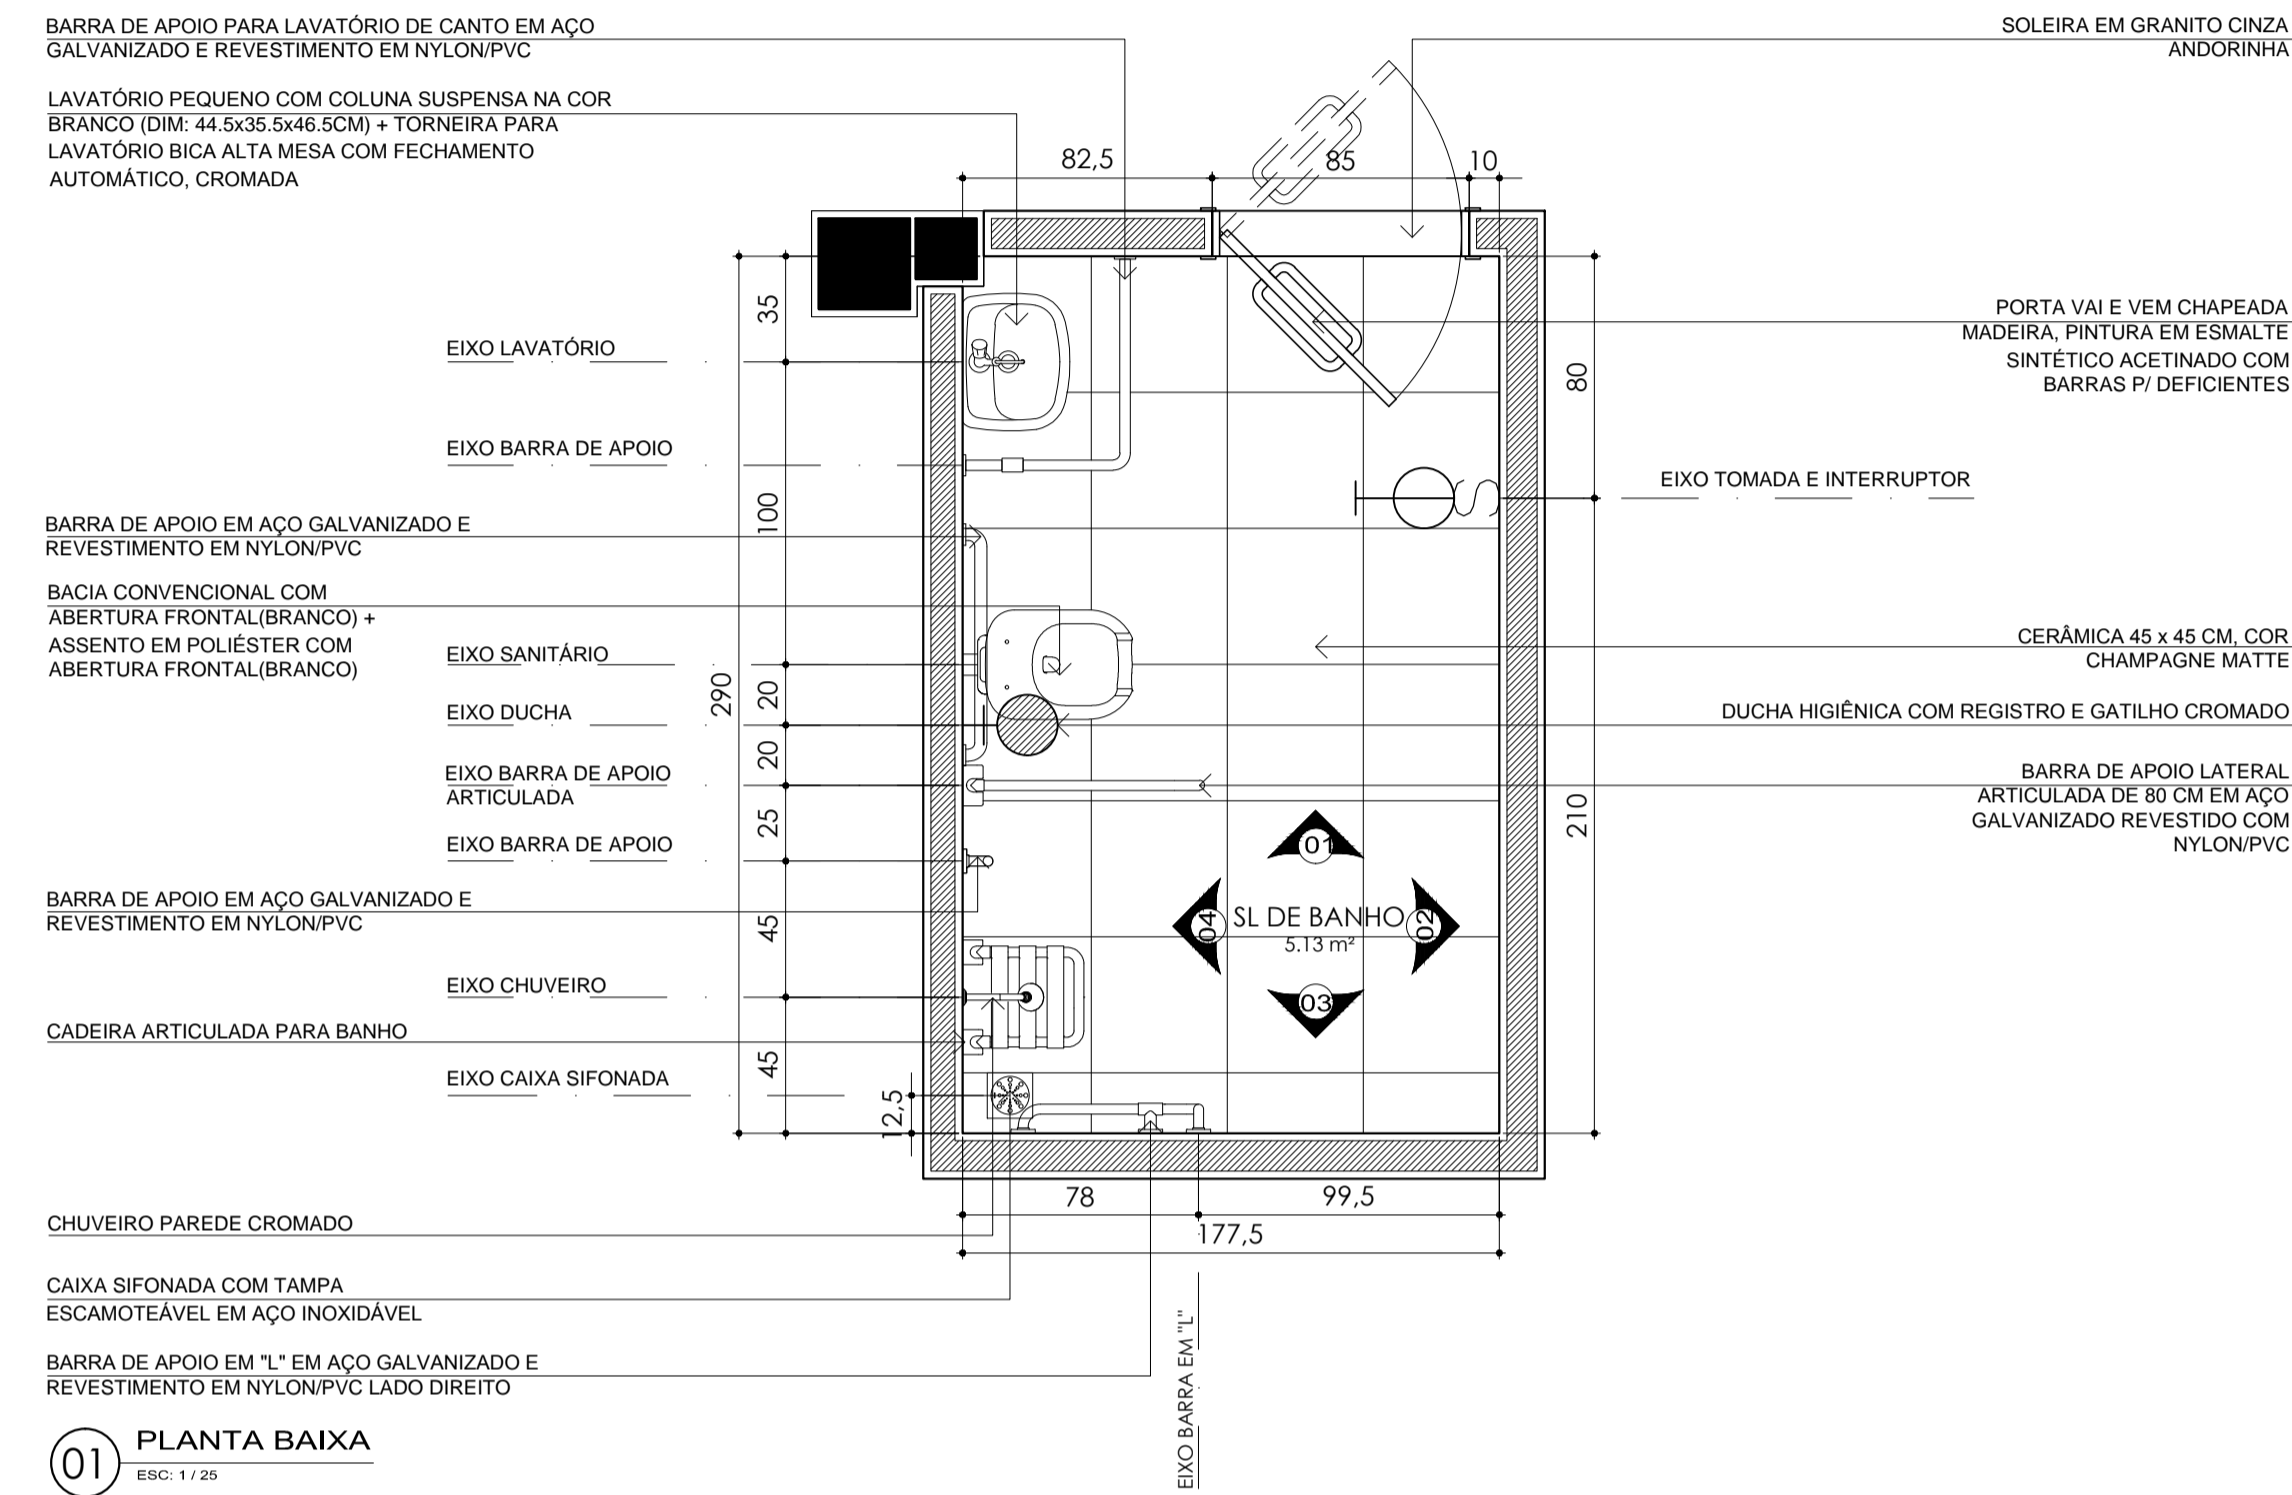 BARRA DE APOIO PARA LAVATÓRIO DE CANTO EM AÇO
GALVANIZADO E REVESTIMENTO EM NYLON/PVC
LAVATÓRIO PEQUENO COM COLUNA SUSPENSA NA COR
BRANCO (DIM: 44.5x35.5x46.5CM) + TORNEIRA PARA
LAVATÓRIO BICA ALTA MESA COM FECHAMENTO
AUTOMÁTICO, CROMADA
SOLEIRA EM GRANITO CINZA
ANDORINHA
82,5
85
10
35
EIXO LAVATÓRIO
PORTA VAI E VEM CHAPEADA
MADEIRA, PINTURA EM ESMALTE
SINTÉTICO ACETINADO COM
BARRAS P/ DEFICIENTES
80
EIXO BARRA DE APOIO
EIXO TOMADA E INTERRUPTOR
S
100
BARRA DE APOIO EM AÇO GALVANIZADO E
REVESTIMENTO EM NYLON/PVC
BACIA CONVENCIONAL COM
ABERTURA FRONTAL(BRANCO) +
ASSENTO EM POLIÉSTER COM
ABERTURA FRONTAL(BRANCO)
EIXO SANITÁRIO
CERÂMICA 45 x 45 CM, COR
CHAMPAGNE MATTE
290
20
EIXO DUCHA
DUCHA HIGIÊNICA COM REGISTRO E GATILHO CROMADO
20
EIXO BARRA DE APOIO
ARTICULADA
BARRA DE APOIO LATERAL
ARTICULADA DE 80 CM EM AÇO
GALVANIZADO REVESTIDO COM
NYLON/PVC
25
210
EIXO BARRA DE APOIO
01
BARRA DE APOIO EM AÇO GALVANIZADO E
REVESTIMENTO EM NYLON/PVC
45
04
SL DE BANHO
02
5.13 m²
EIXO CHUVEIRO
03
CADEIRA ARTICULADA PARA BANHO
45
EIXO CAIXA SIFONADA
12,5
78
99,5
177,5
CHUVEIRO PAREDE CROMADO
CAIXA SIFONADA COM TAMPA
ESCAMOTEÁVEL EM AÇO INOXIDÁVEL
BARRA DE APOIO EM "L" EM AÇO GALVANIZADO E
REVESTIMENTO EM NYLON/PVC LADO DIREITO
EIXO BARRA EM "L"
01
PLANTA BAIXA
ESC: 1 / 25